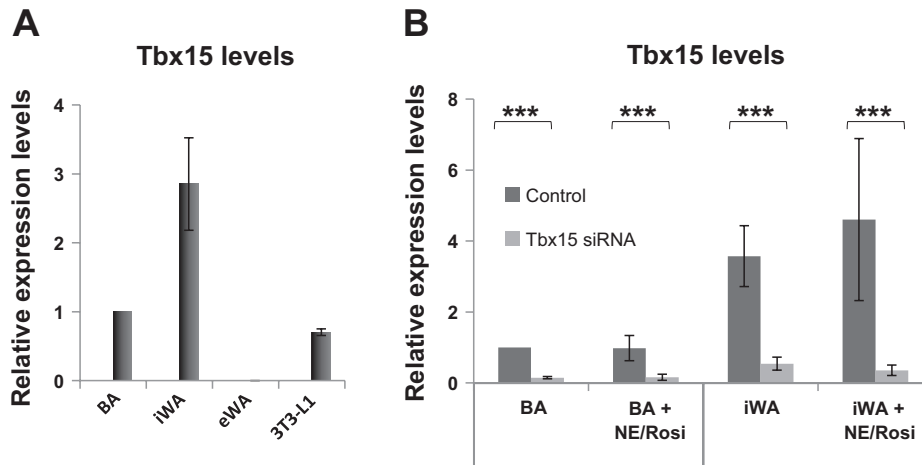 A
Tbx15 levels
Relative expression levels
4
3
2
1
0
BA
iWA
eWA
3T3-L1
B
Tbx15 levels
Relative expression levels
8
6
4
2
0
***
***
***
***
Control
Tbx15 siRNA
BA
BA +
NE/Rosi
iWA
iWA +
NE/Rosi